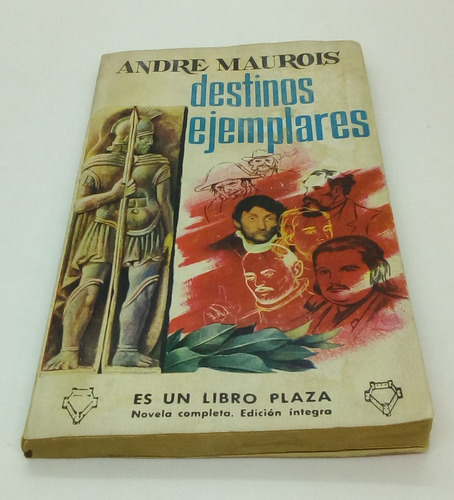 ANDRE MAUROIS
destinos
ejemplares
ES UN LIBRO PLAZA
Novela completa. Edición íntegra